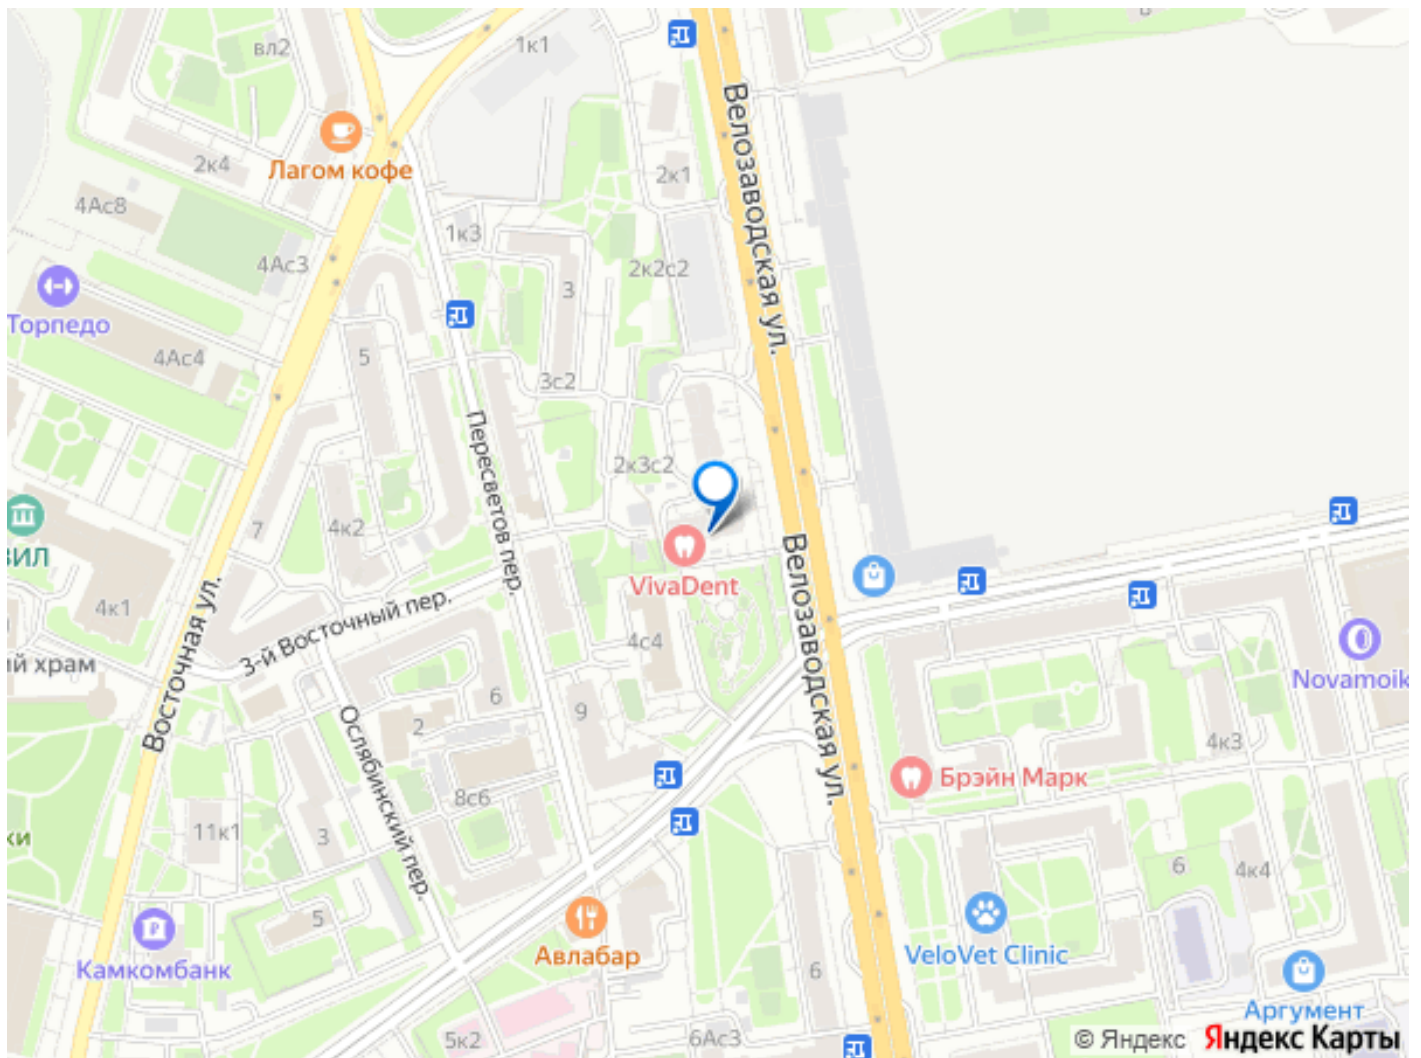 1к1
вл2
Лагом кофе
2к4
2к1
4Ас8
1к3
Велозаводская ул.
4Ас3
2к2с2
3
Торпедо
4Ас4
5
3с2
Пересветов пер.
2к3с2
7
4к2
ЗИЛ
VivaDent
Велозаводская ул.
4к1
3-й Восточный пер.
4с4
Восточная ул.
ий храм
Novamoik
6
9
2
Ослябинский пер.
4к3
Брэйн Марк
8с6
11к1
3
ки
6
4к4
5
Авлабар
VeloVet Clinic
Камкомбанк
6
Аргумент
5к2
6Ас3
© Яндекс Яндекс Карты